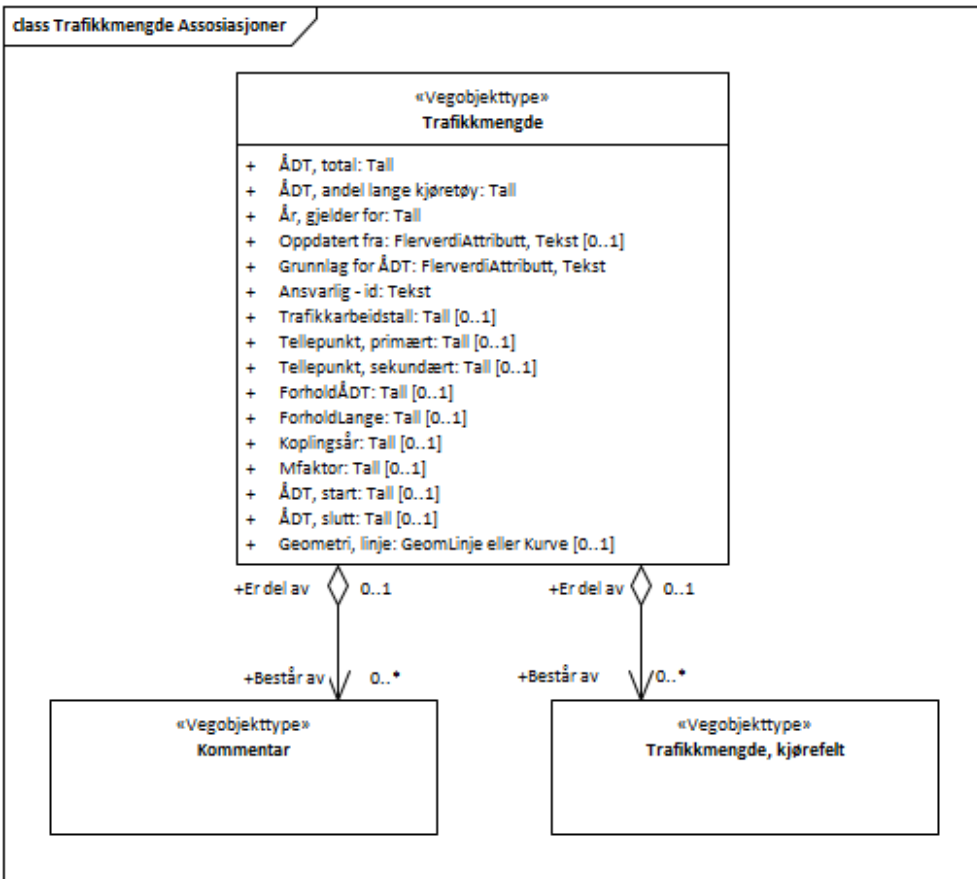 class Trafikkmengde Assosiasjoner
«Vegobjekttype»
Trafikkmengde
+ ÅDT, total: Tall
+ ÅDT, andel lange kjøretøy: Tall
+ År, gjelder for: Tall
+ Oppdatert fra: FlerverdiAttributt, Tekst [0..1]
+ Grunnlag for ÅDT: FlerverdiAttributt, Tekst
+ Ansvarlig - id: Tekst
+ Trafikkarbeidstall: Tall [0..1]
+ Tellepunkt, primært: Tall [0..1]
+ Tellepunkt, sekundært: Tall [0..1]
+ ForholdÅDT: Tall [0..1]
+ ForholdLange: Tall [0..1]
+ Koplingsår: Tall [0..1]
+ Mfaktor: Tall [0..1]
+ ÅDT, start: Tall [0..1]
+ ÅDT, slutt: Tall [0..1]
+ Geometri, linje: GeomLinje eller Kurve [0..1]
+Er del av 0..1 +Er del av 0..1
+Består av 0..* +Består av 0..*
«Vegobjekttype»
Kommentar
«Vegobjekttype»
Trafikkmengde, kjørefelt